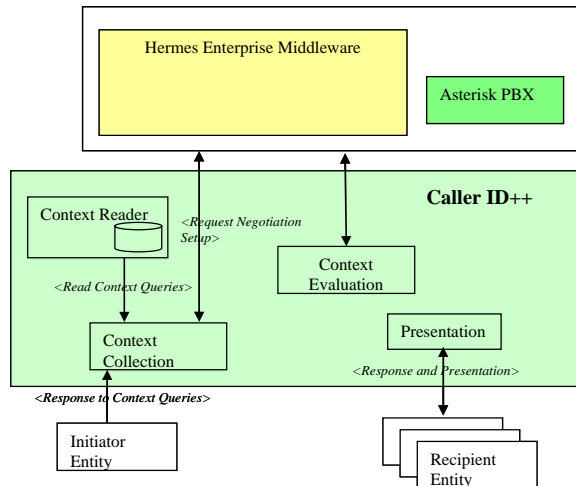 Hermes Enterprise Middleware
Asterisk PBX
Caller ID++
Context Reader
<Request Negotiation
Setup>
Context
Evaluation
<Read Context Queries>
Presentation
Context
Collection
<Response and Presentation>
<Response to Context Queries>
Initiator
Entity
Recipient
Entity